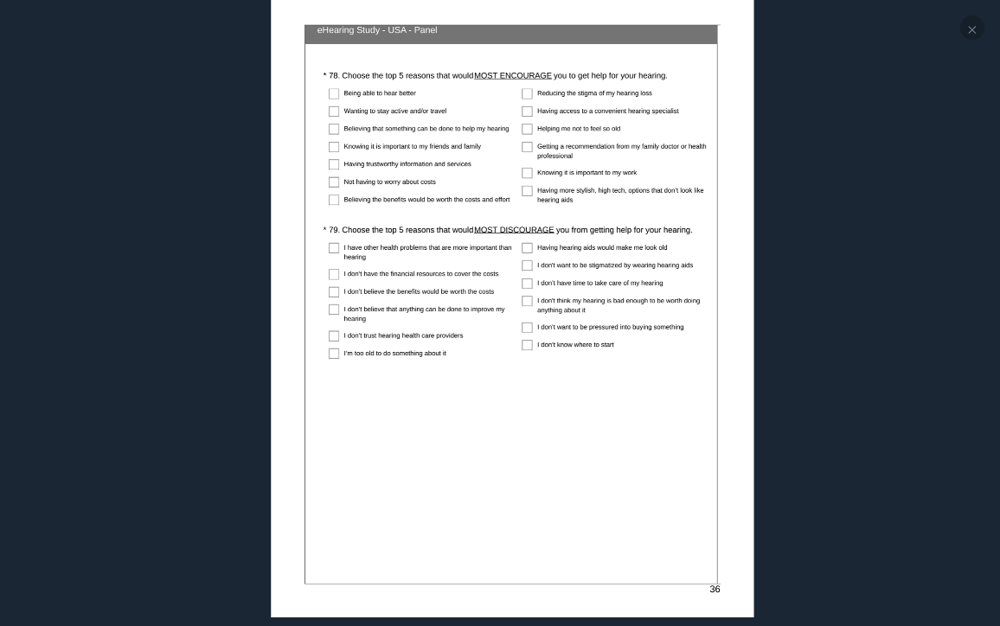 eHearing Study - USA - Panel
* 78. Choose the top 5 reasons that would MOST ENCOURAGE you to get help for your hearing.
Being able to hear better
Wanting to stay active and/or travel
Believing that something can be done to help my hearing
Knowing it is important to my friends and family
Having trustworthy information and services
Not having to worry about costs
Believing the benefits would be worth the costs and effort
Reducing the stigma of my hearing loss
Having access to a convenient hearing specialist
Helping me not to feel so old
Getting a recommendation from my family doctor or health
professional
Knowing it is important to my work
Having more stylish, high tech, options that don't look like
hearing aids
* 79. Choose the top 5 reasons that would MOST DISCOURAGE you from getting help for your hearing.
I have other health problems that are more important than
hearing
I don't have the financial resources to cover the costs
I don't believe the benefits would be worth the costs
I don't believe that anything can be done to improve my
hearing
I don't trust hearing health care providers
I'm too old to do something about it
Having hearing aids would make me look old
I don't want to be stigmatized by wearing hearing aids
I don't have time to take care of my hearing
I don't think my hearing is bad enough to be worth doing
anything about it
I don't want to be pressured into buying something
I don't know where to start
36